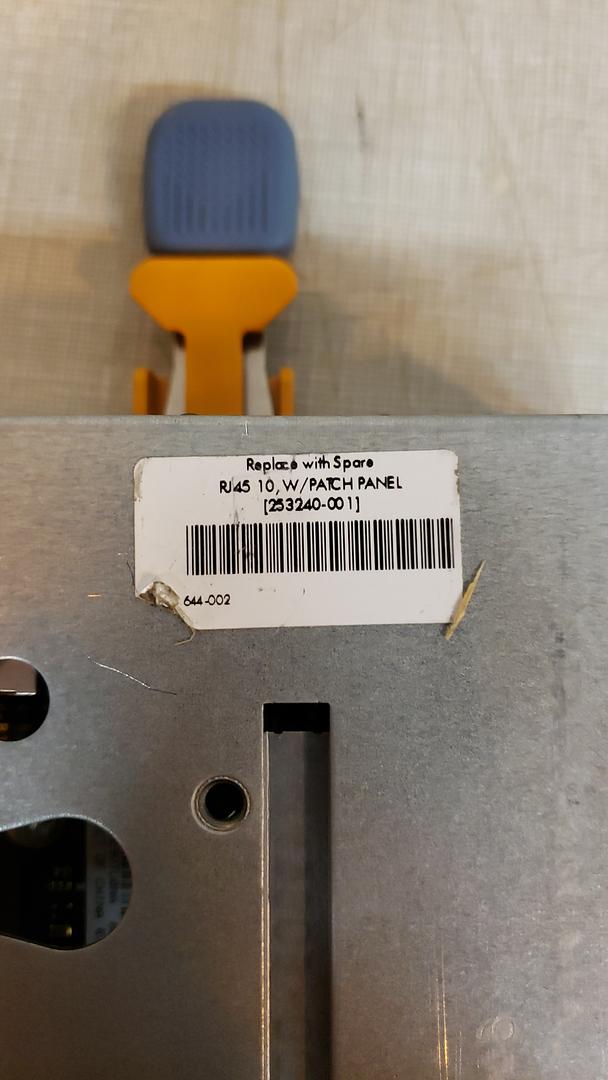 Replace with Spare
RJ45 10, W/PATCH PANEL
[253240-001]
644-002